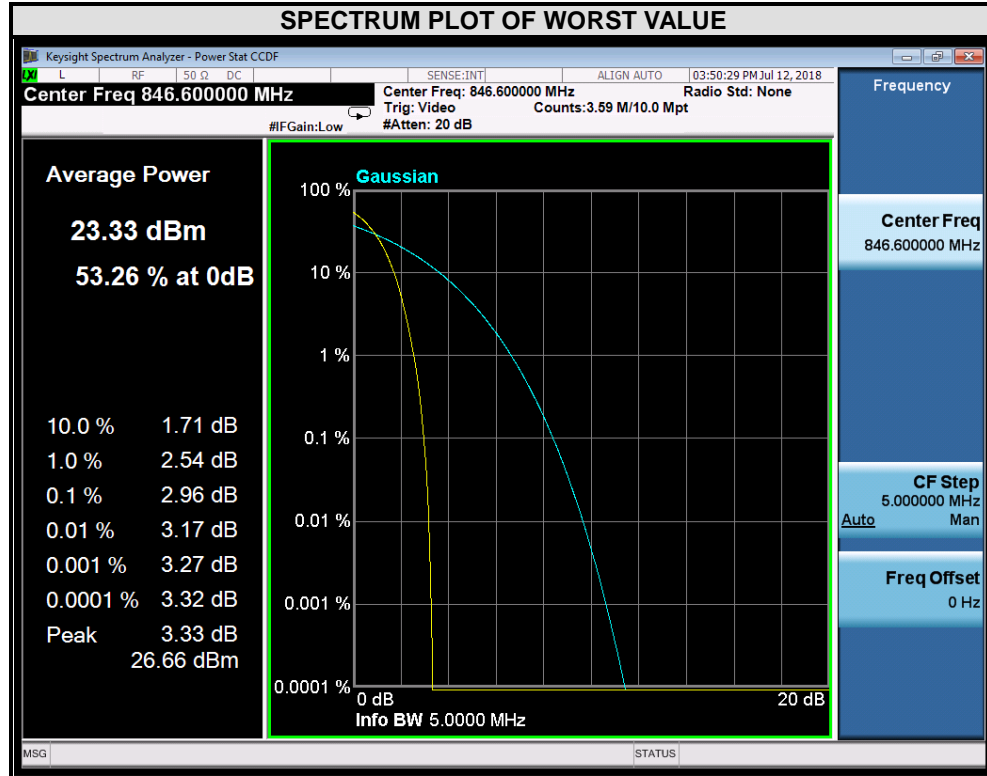 SPECTRUM PLOT OF WORST VALUE
Keysight Spectrum Analyzer - Power Stat CCDF
LXI L RF 50 Ω DC SENSE:INT ALIGN AUTO 03:50:29 PM Jul 12, 2018
Center Freq 846.600000 MHz
Center Freq: 846.600000 MHz Radio Std: None
Trig: Video Counts:3.59 M/10.0 Mpt
#IFGain:Low #Atten: 20 dB
Average Power
23.33 dBm
53.26 % at 0dB
10.0 % 1.71 dB
1.0 % 2.54 dB
0.1 % 2.96 dB
0.01 % 3.17 dB
0.001 % 3.27 dB
0.0001 % 3.32 dB
Peak 3.33 dB
26.66 dBm
Gaussian
100 %
10 %
1 %
0.1 %
0.01 %
0.001 %
0.0001 %
0 dB 20 dB
Info BW 5.0000 MHz
Frequency
Center Freq
846.600000 MHz
CF Step
5.000000 MHz
Auto Man
Freq Offset
0 Hz
MSG STATUS